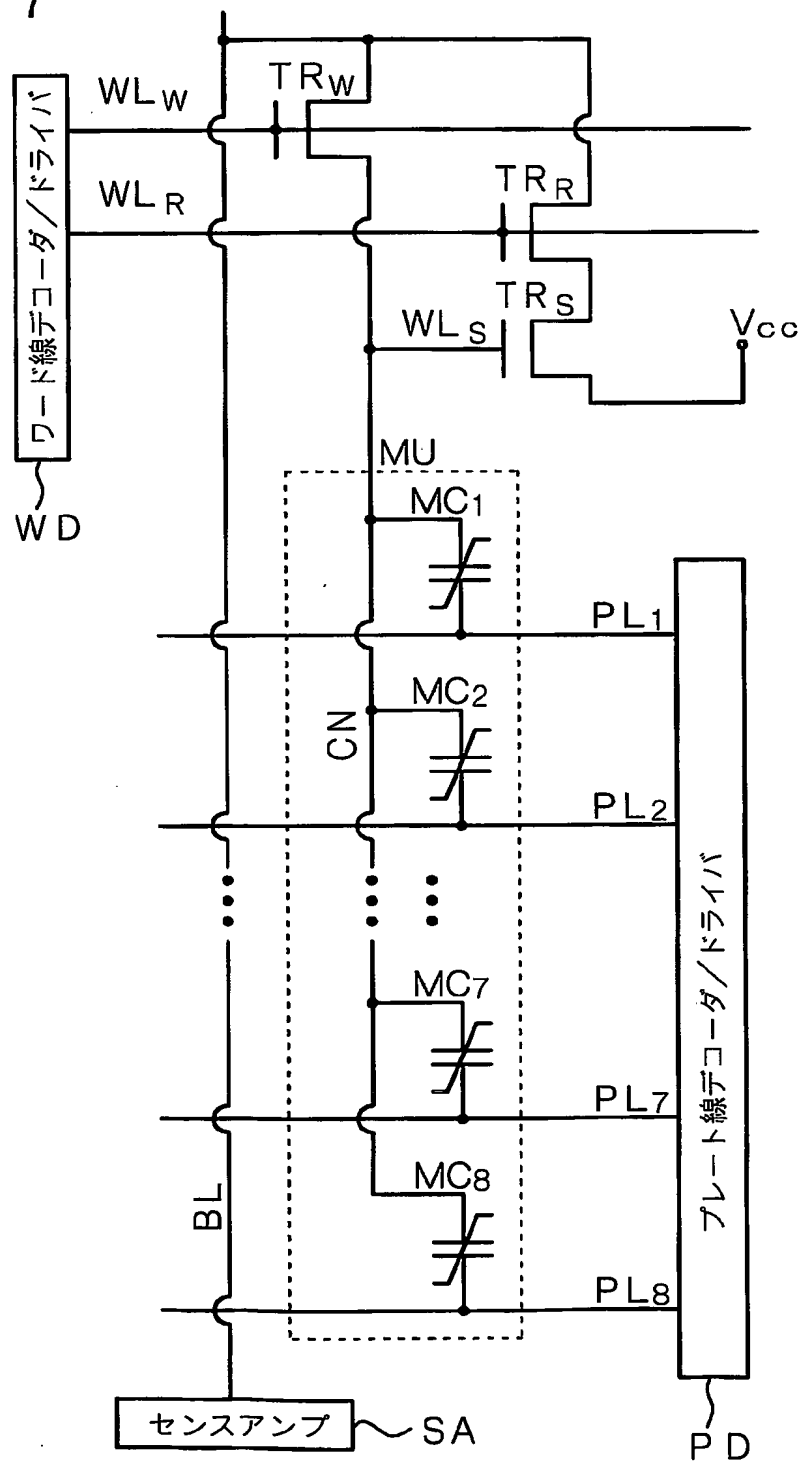 TRW
WLW
TRR
WLR
TRS
WLS
Vcc
ワード線デコーダ/ドライバ
WD
MU
MC1
PL1
MC2
CN
PL2
MC7
PL7
プレート線デコーダ/ドライバ
MC8
BL
PL8
センスアンプ
SA
PD